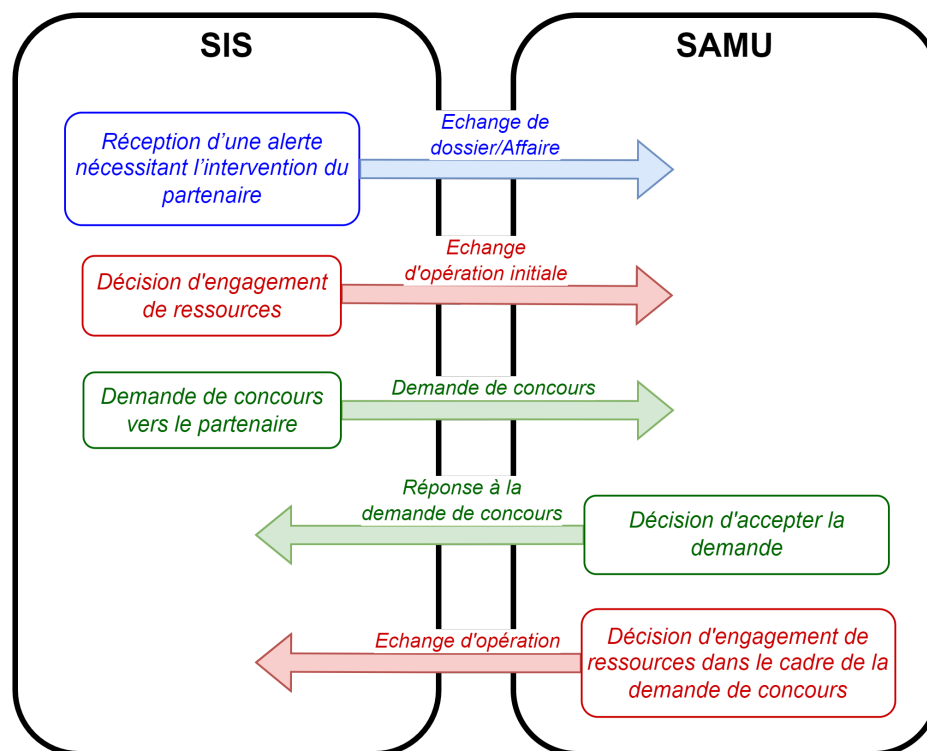 SIS
SAMU
Réception d’une alerte
nécessitant l’intervention du
partenaire
Echange de
dossier/Affaire
Décision d'engagement
de ressources
Echange
d'opération initiale
Demande de concours
vers le partenaire
Demande de concours
Réponse à la
demande de concours
Décision d'accepter la
demande
Echange d'opération
Décision d'engagement de
ressources dans le cadre de la
demande de concours